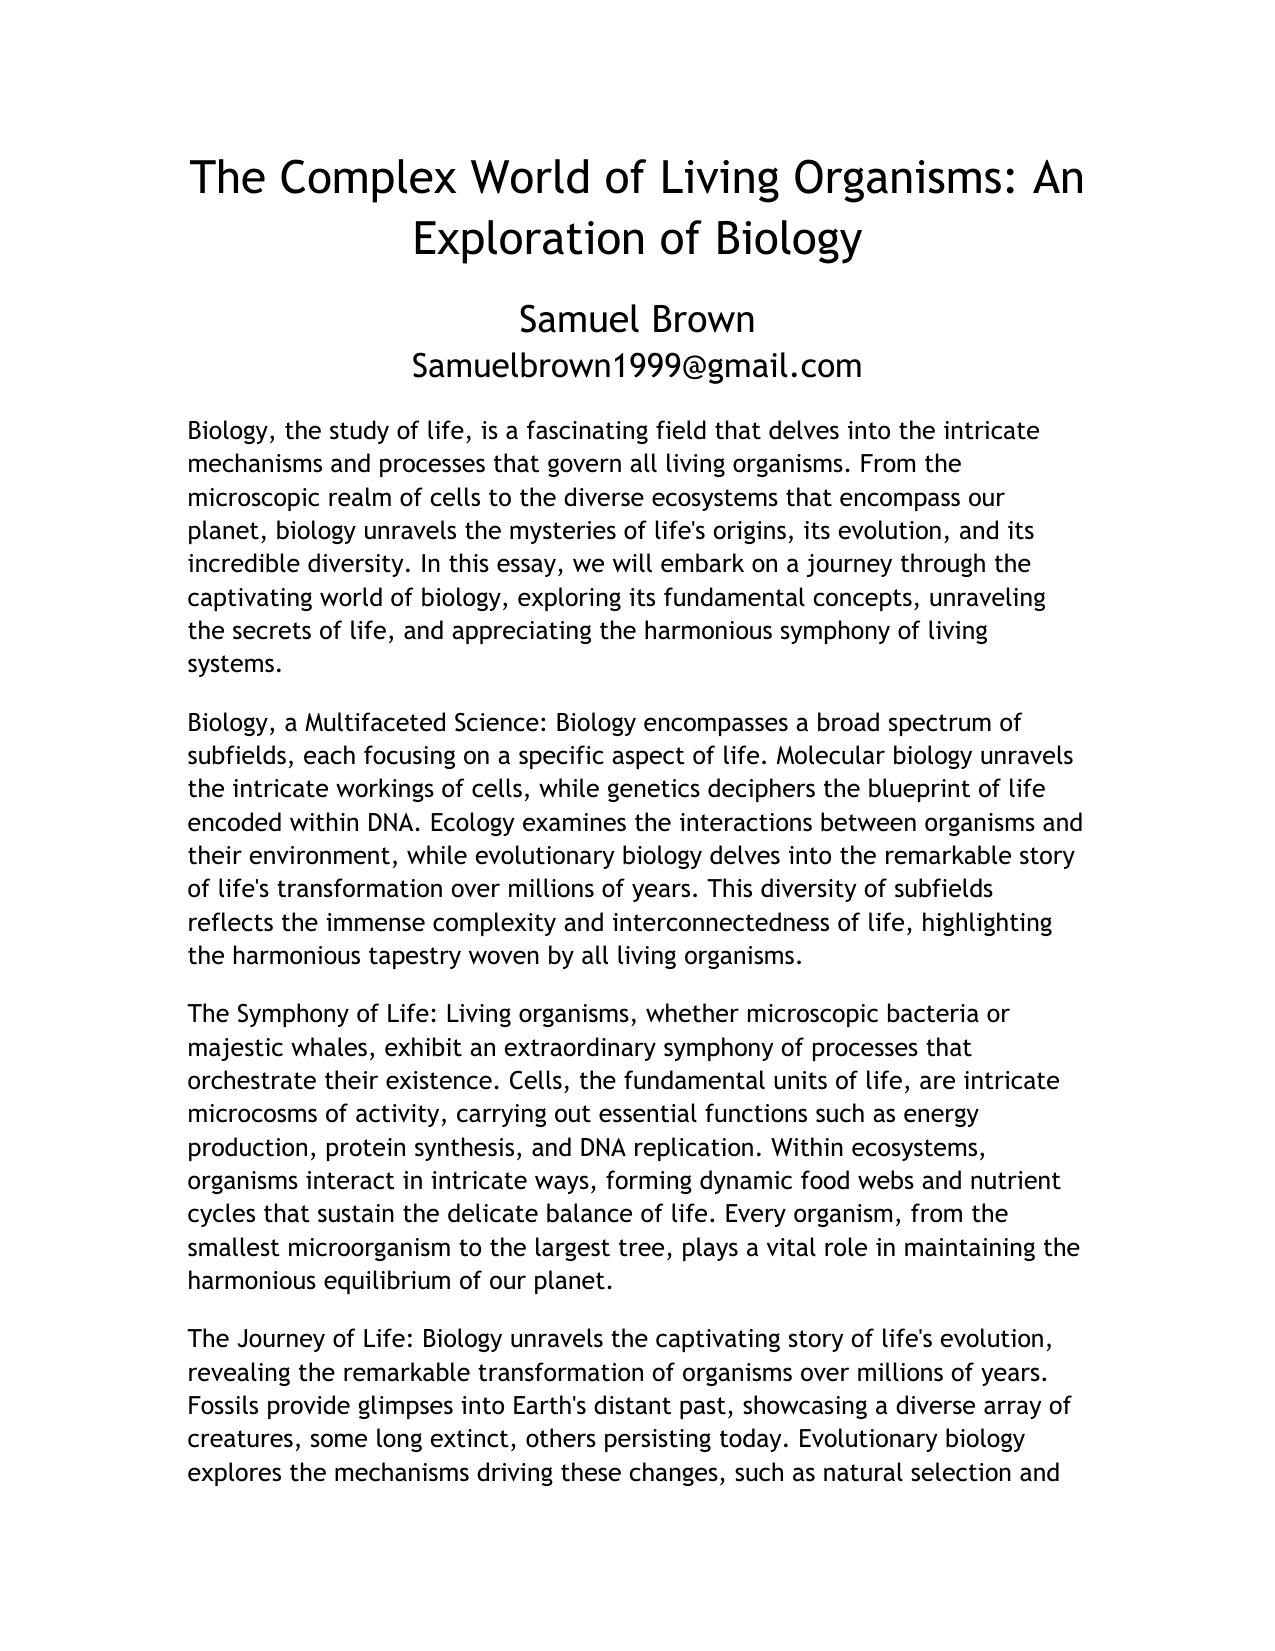 The Complex World of Living Organisms: An
Exploration of Biology
Samuel Brown
Samuelbrown1999@gmail.com
Biology, the study of life, is a fascinating field that delves into the intricate
mechanisms and processes that govern all living organisms. From the
microscopic realm of cells to the diverse ecosystems that encompass our
planet, biology unravels the mysteries of life's origins, its evolution, and its
incredible diversity. In this essay, we will embark on a journey through the
captivating world of biology, exploring its fundamental concepts, unraveling
the secrets of life, and appreciating the harmonious symphony of living
systems.
Biology, a Multifaceted Science: Biology encompasses a broad spectrum of
subfields, each focusing on a specific aspect of life. Molecular biology unravels
the intricate workings of cells, while genetics deciphers the blueprint of life
encoded within DNA. Ecology examines the interactions between organisms and
their environment, while evolutionary biology delves into the remarkable story
of life's transformation over millions of years. This diversity of subfields
reflects the immense complexity and interconnectedness of life, highlighting
the harmonious tapestry woven by all living organisms.
The Symphony of Life: Living organisms, whether microscopic bacteria or
majestic whales, exhibit an extraordinary symphony of processes that
orchestrate their existence. Cells, the fundamental units of life, are intricate
microcosms of activity, carrying out essential functions such as energy
production, protein synthesis, and DNA replication. Within ecosystems,
organisms interact in intricate ways, forming dynamic food webs and nutrient
cycles that sustain the delicate balance of life. Every organism, from the
smallest microorganism to the largest tree, plays a vital role in maintaining the
harmonious equilibrium of our planet.
The Journey of Life: Biology unravels the captivating story of life's evolution,
revealing the remarkable transformation of organisms over millions of years.
Fossils provide glimpses into Earth's distant past, showcasing a diverse array of
creatures, some long extinct, others persisting today. Evolutionary biology
explores the mechanisms driving these changes, such as natural selection and